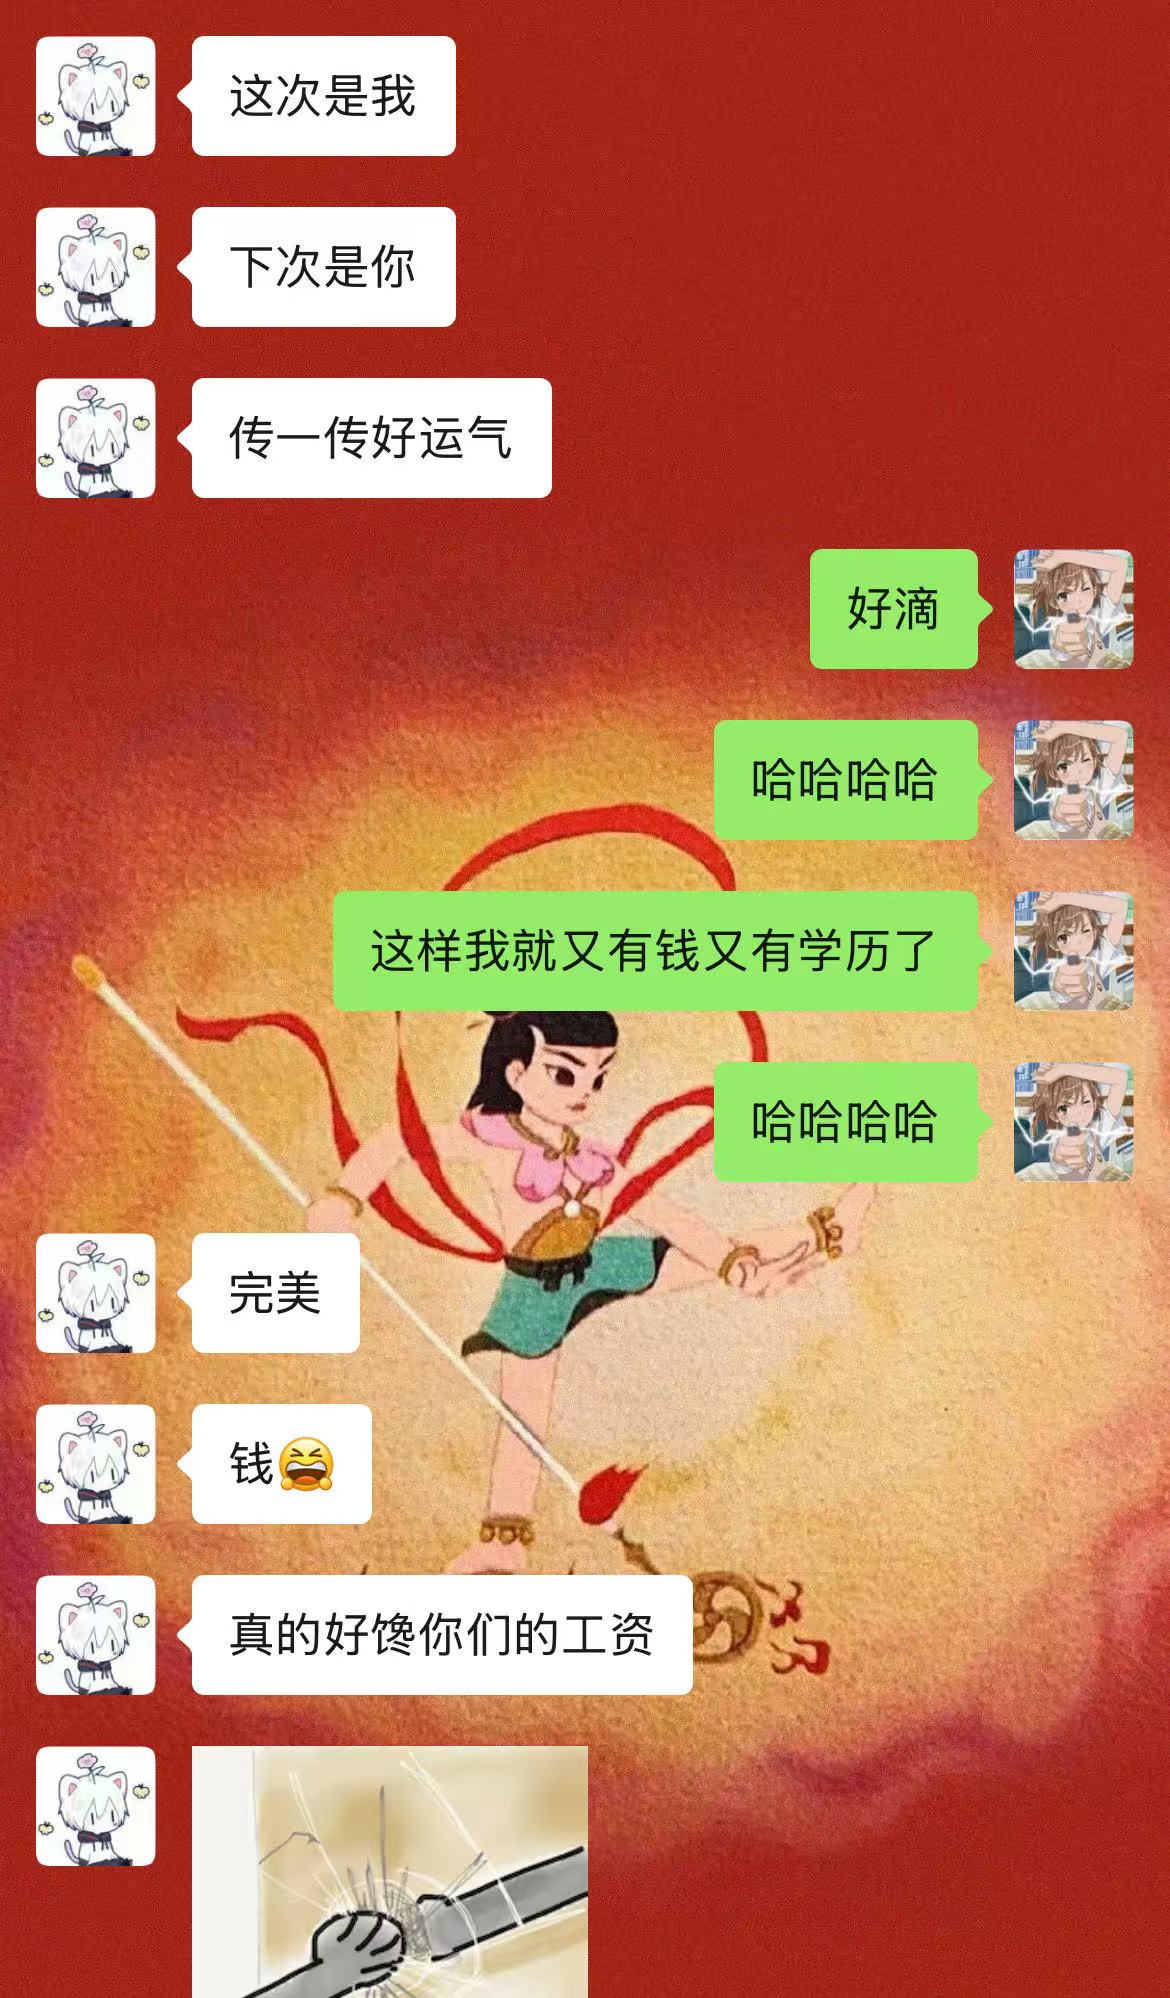 这次是我
下次是你
传一传好运气
好滴
哈哈哈哈
这样我就又有钱又有学历了
哈哈哈哈
完美
钱😆
真的好馋你们的工资